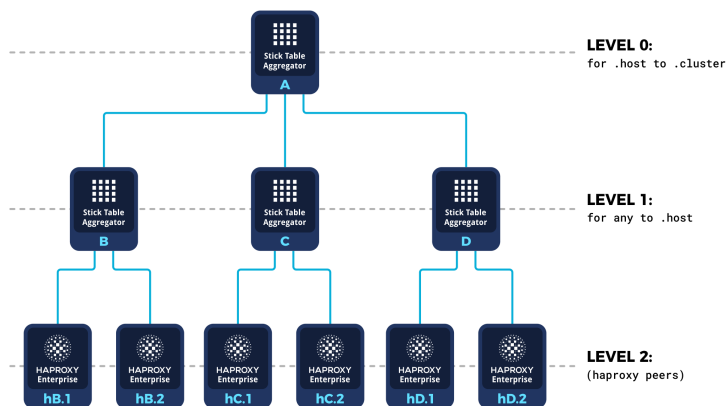 LEVEL 0:
for .host to .cluster
Stick Table
Aggregator
A
LEVEL 1:
for any to .host
Stick Table
Aggregator
B
Stick Table
Aggregator
C
Stick Table
Aggregator
D
LEVEL 2:
(haproxy peers)
HAPROXY
Enterprise
hB.1
HAPROXY
Enterprise
hB.2
HAPROXY
Enterprise
hC.1
HAPROXY
Enterprise
hC.2
HAPROXY
Enterprise
hD.1
HAPROXY
Enterprise
hD.2